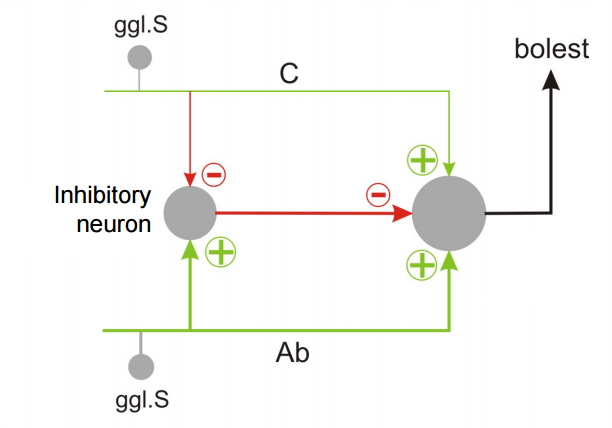 ggl.S
C
bolest
Inhibitory
neuron
Ab
ggl.S